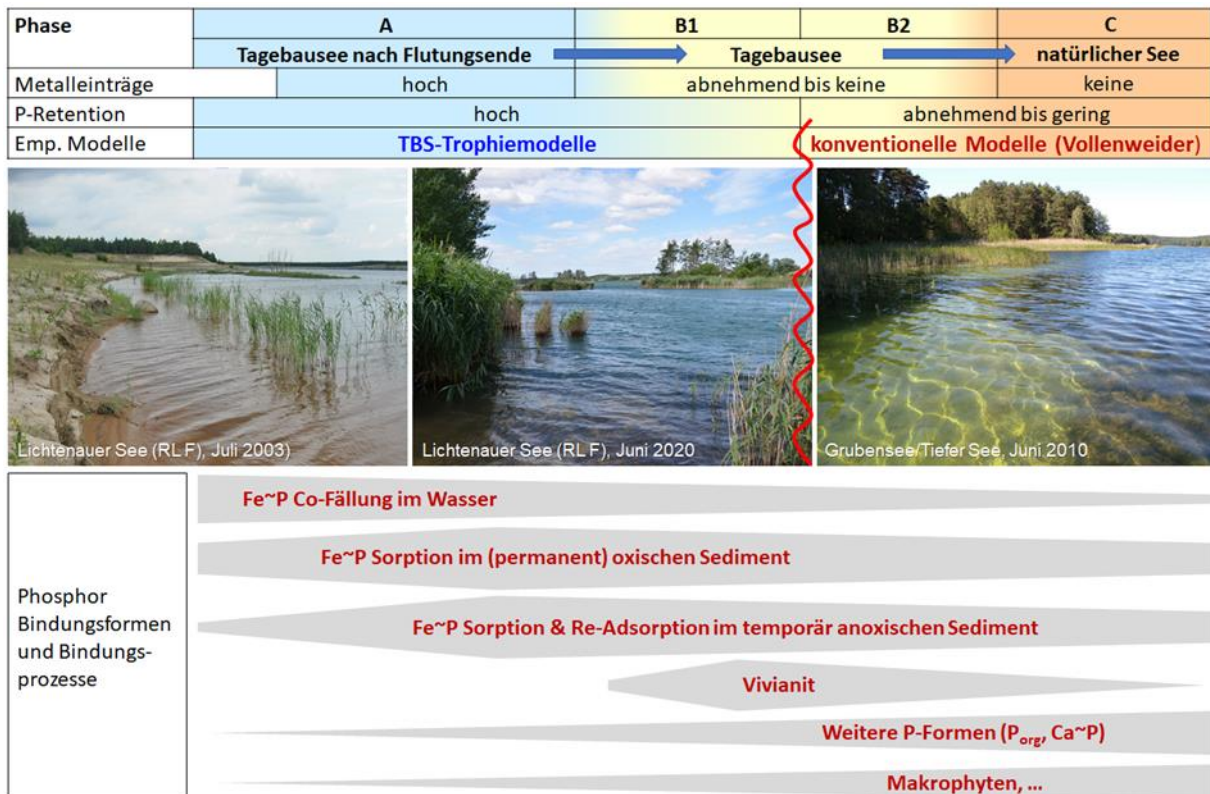 Phase A B1 B2 C
Tagebausee nach Flutungsende Tagebausee natürlicher See
Metalleinträge hoch abnehmend bis keine keine
P-Retention hoch abnehmend bis gering
Emp. Modelle TBS-Trophiemodelle konventionelle Modelle (Vollenweider)
Lichtenauer See (RL F), Juli 2003) Lichtenauer See (RL F), Juni 2020 Grubensee/Tiefer See, Juni 2010
Phosphor
Bindungsformen
und Bindungs-
prozesse
Fe~P Co-Fällung im Wasser
Fe~P Sorption im (permanent) oxischen Sediment
Fe~P Sorption & Re-Adsorption im temporär anoxischen Sediment
Vivianit
Weitere P-Formen (Porg, Ca~P)
Makrophyten, ...